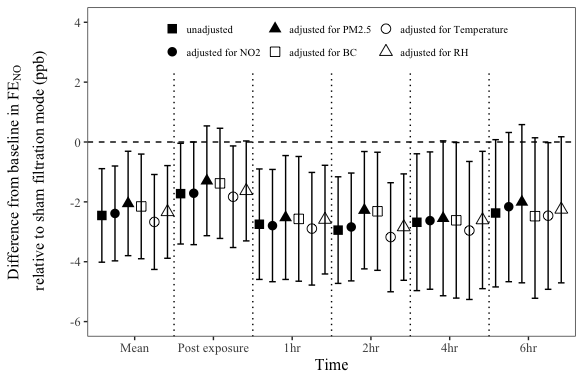 Difference from baseline in FENO
relative to sham filtration mode (ppb)
4
2
0
-2
-4
-6
unadjusted
adjusted for PM2.5
adjusted for Temperature
adjusted for NO2
adjusted for BC
adjusted for RH
Mean
Post exposure
1hr
2hr
4hr
6hr
Time